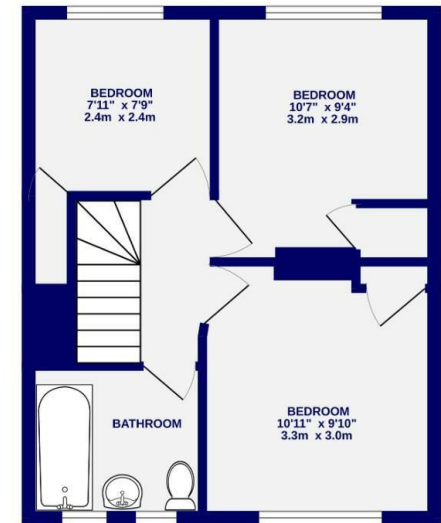 BEDROOM
7'11" x 7'9"
2.4m x 2.4m
BEDROOM
10'7" x 9'4"
3.2m x 2.9m
BATHROOM
BEDROOM
10'11" x 9'10"
3.3m x 3.0m